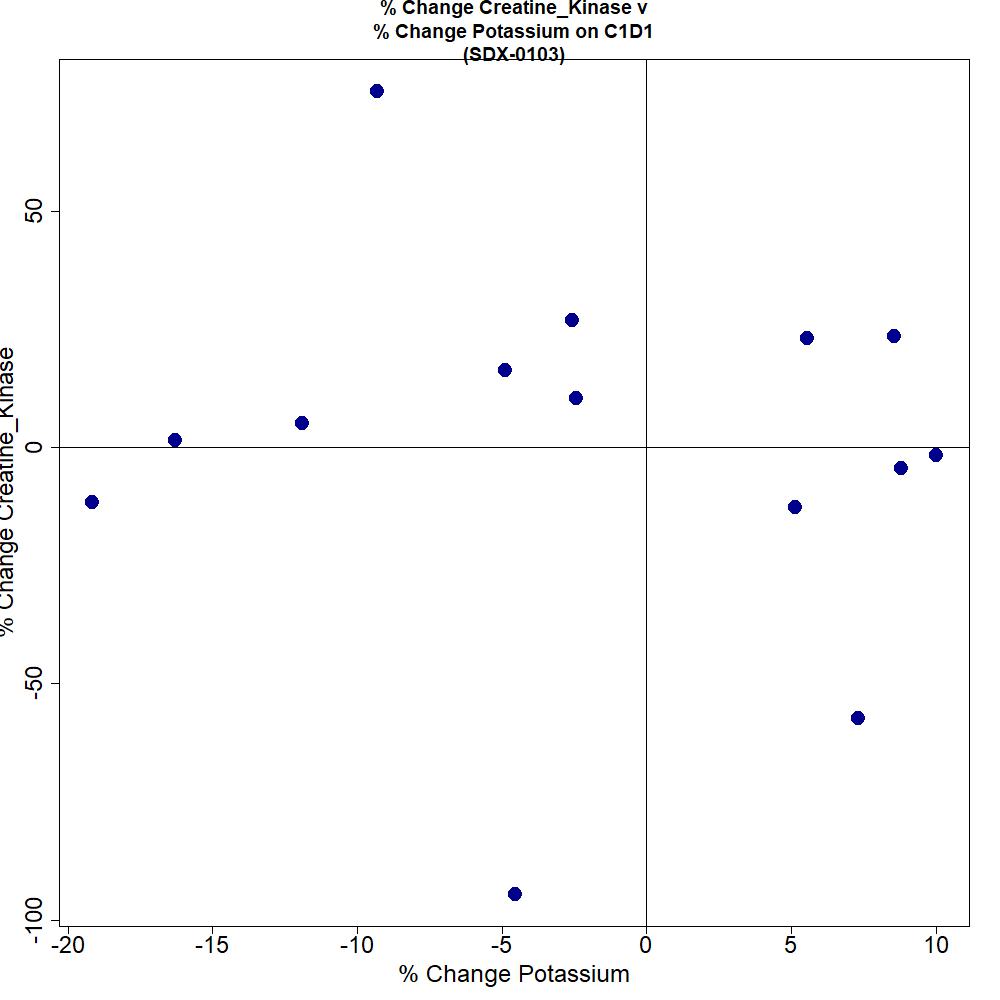 % Change Creatine_Kinase v
% Change Potassium on C1D1
(SDX-0103)
% Change Creatine_Kinase
50
0
-50
-100
-20 -15 -10 -5 0 5 10
% Change Potassium